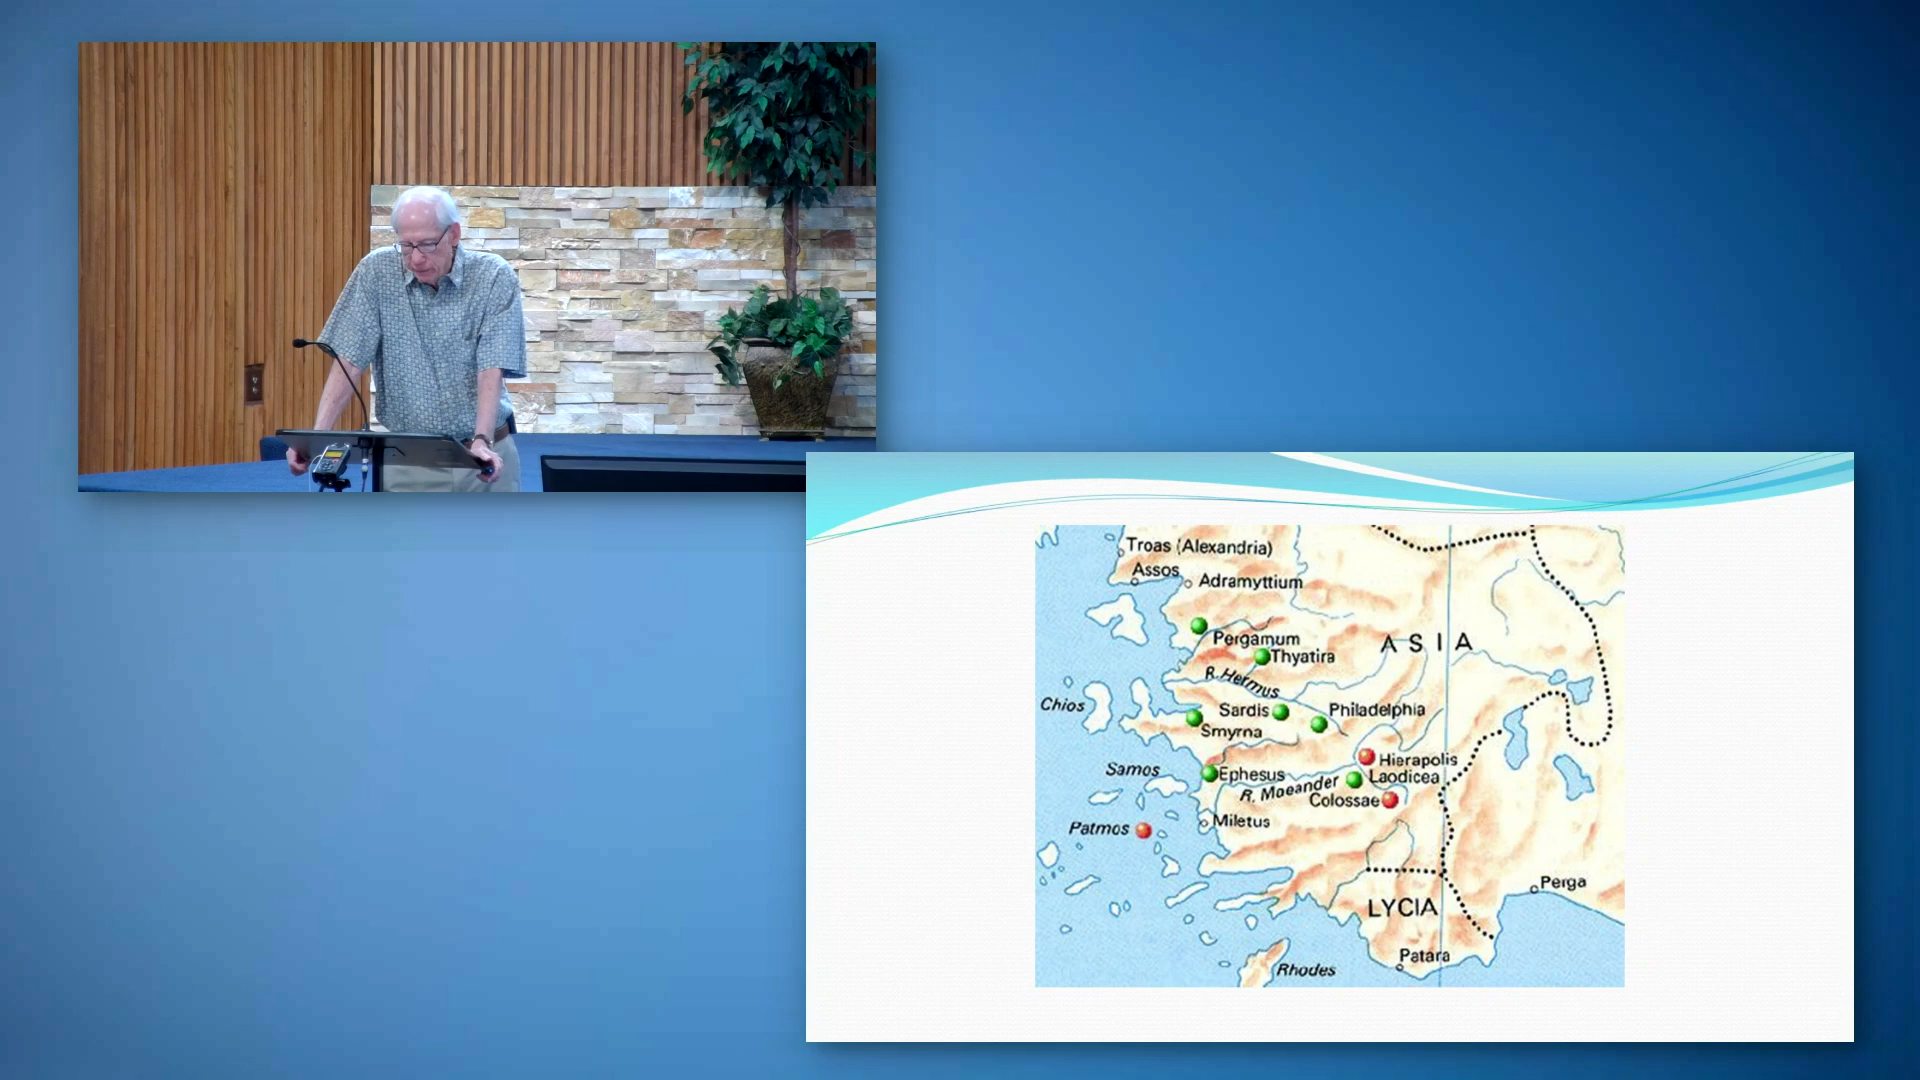 Troas (Alexandria)
Assos
Adramyttium
Pergamum
ASIA
Thyatira
R. Hermus
Chios
Sardis
Philadelphia
Smyrna
Hierapolis
Samos
Ephesus
Laodicea
R. Maeander
Colossae
Patmos
Miletus
Perga
LYCIA
Patara
Rhodes